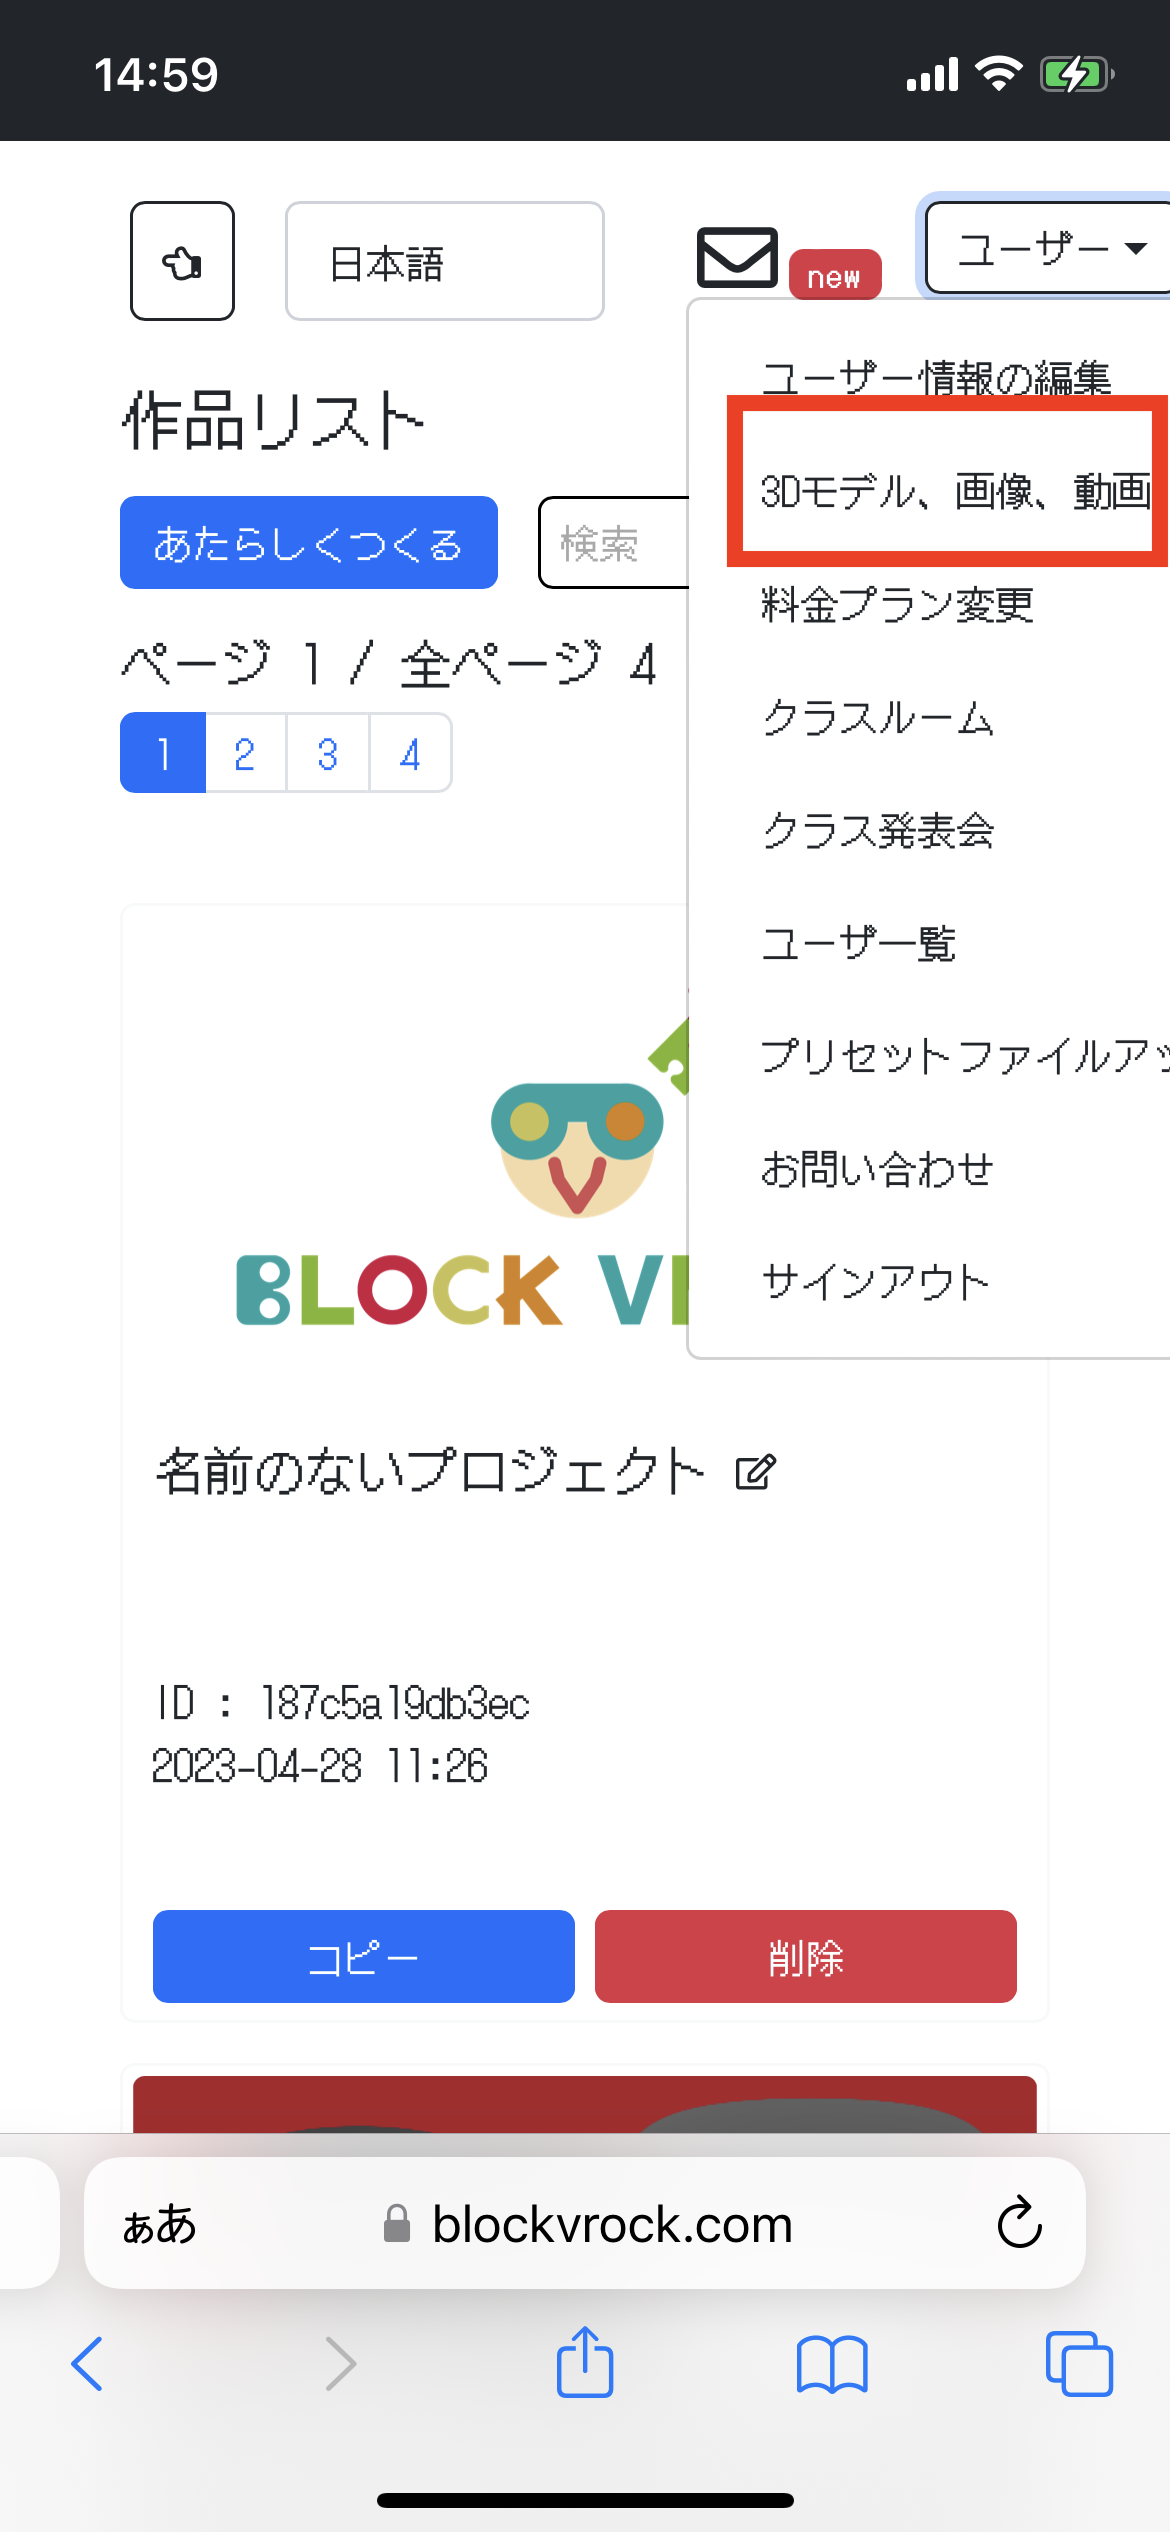 14:59
日本語
new
ユーザー
ユーザー情報の編集
作品リスト
3Dモデル、画像、動画
あたらしくつくる
検索
料金プラン変更
ページ 1 / 全ページ 4
1 2 3 4
クラスルーム
クラス発表会
ユーザ一覧
プリセットファイルアッ
お問い合わせ
サインアウト
BLOCK V
名前のないプロジェクト
ID : 187c5a19db3ec
2023-04-28 11:26
コピー
削除
ぁあ
blockvrock.com